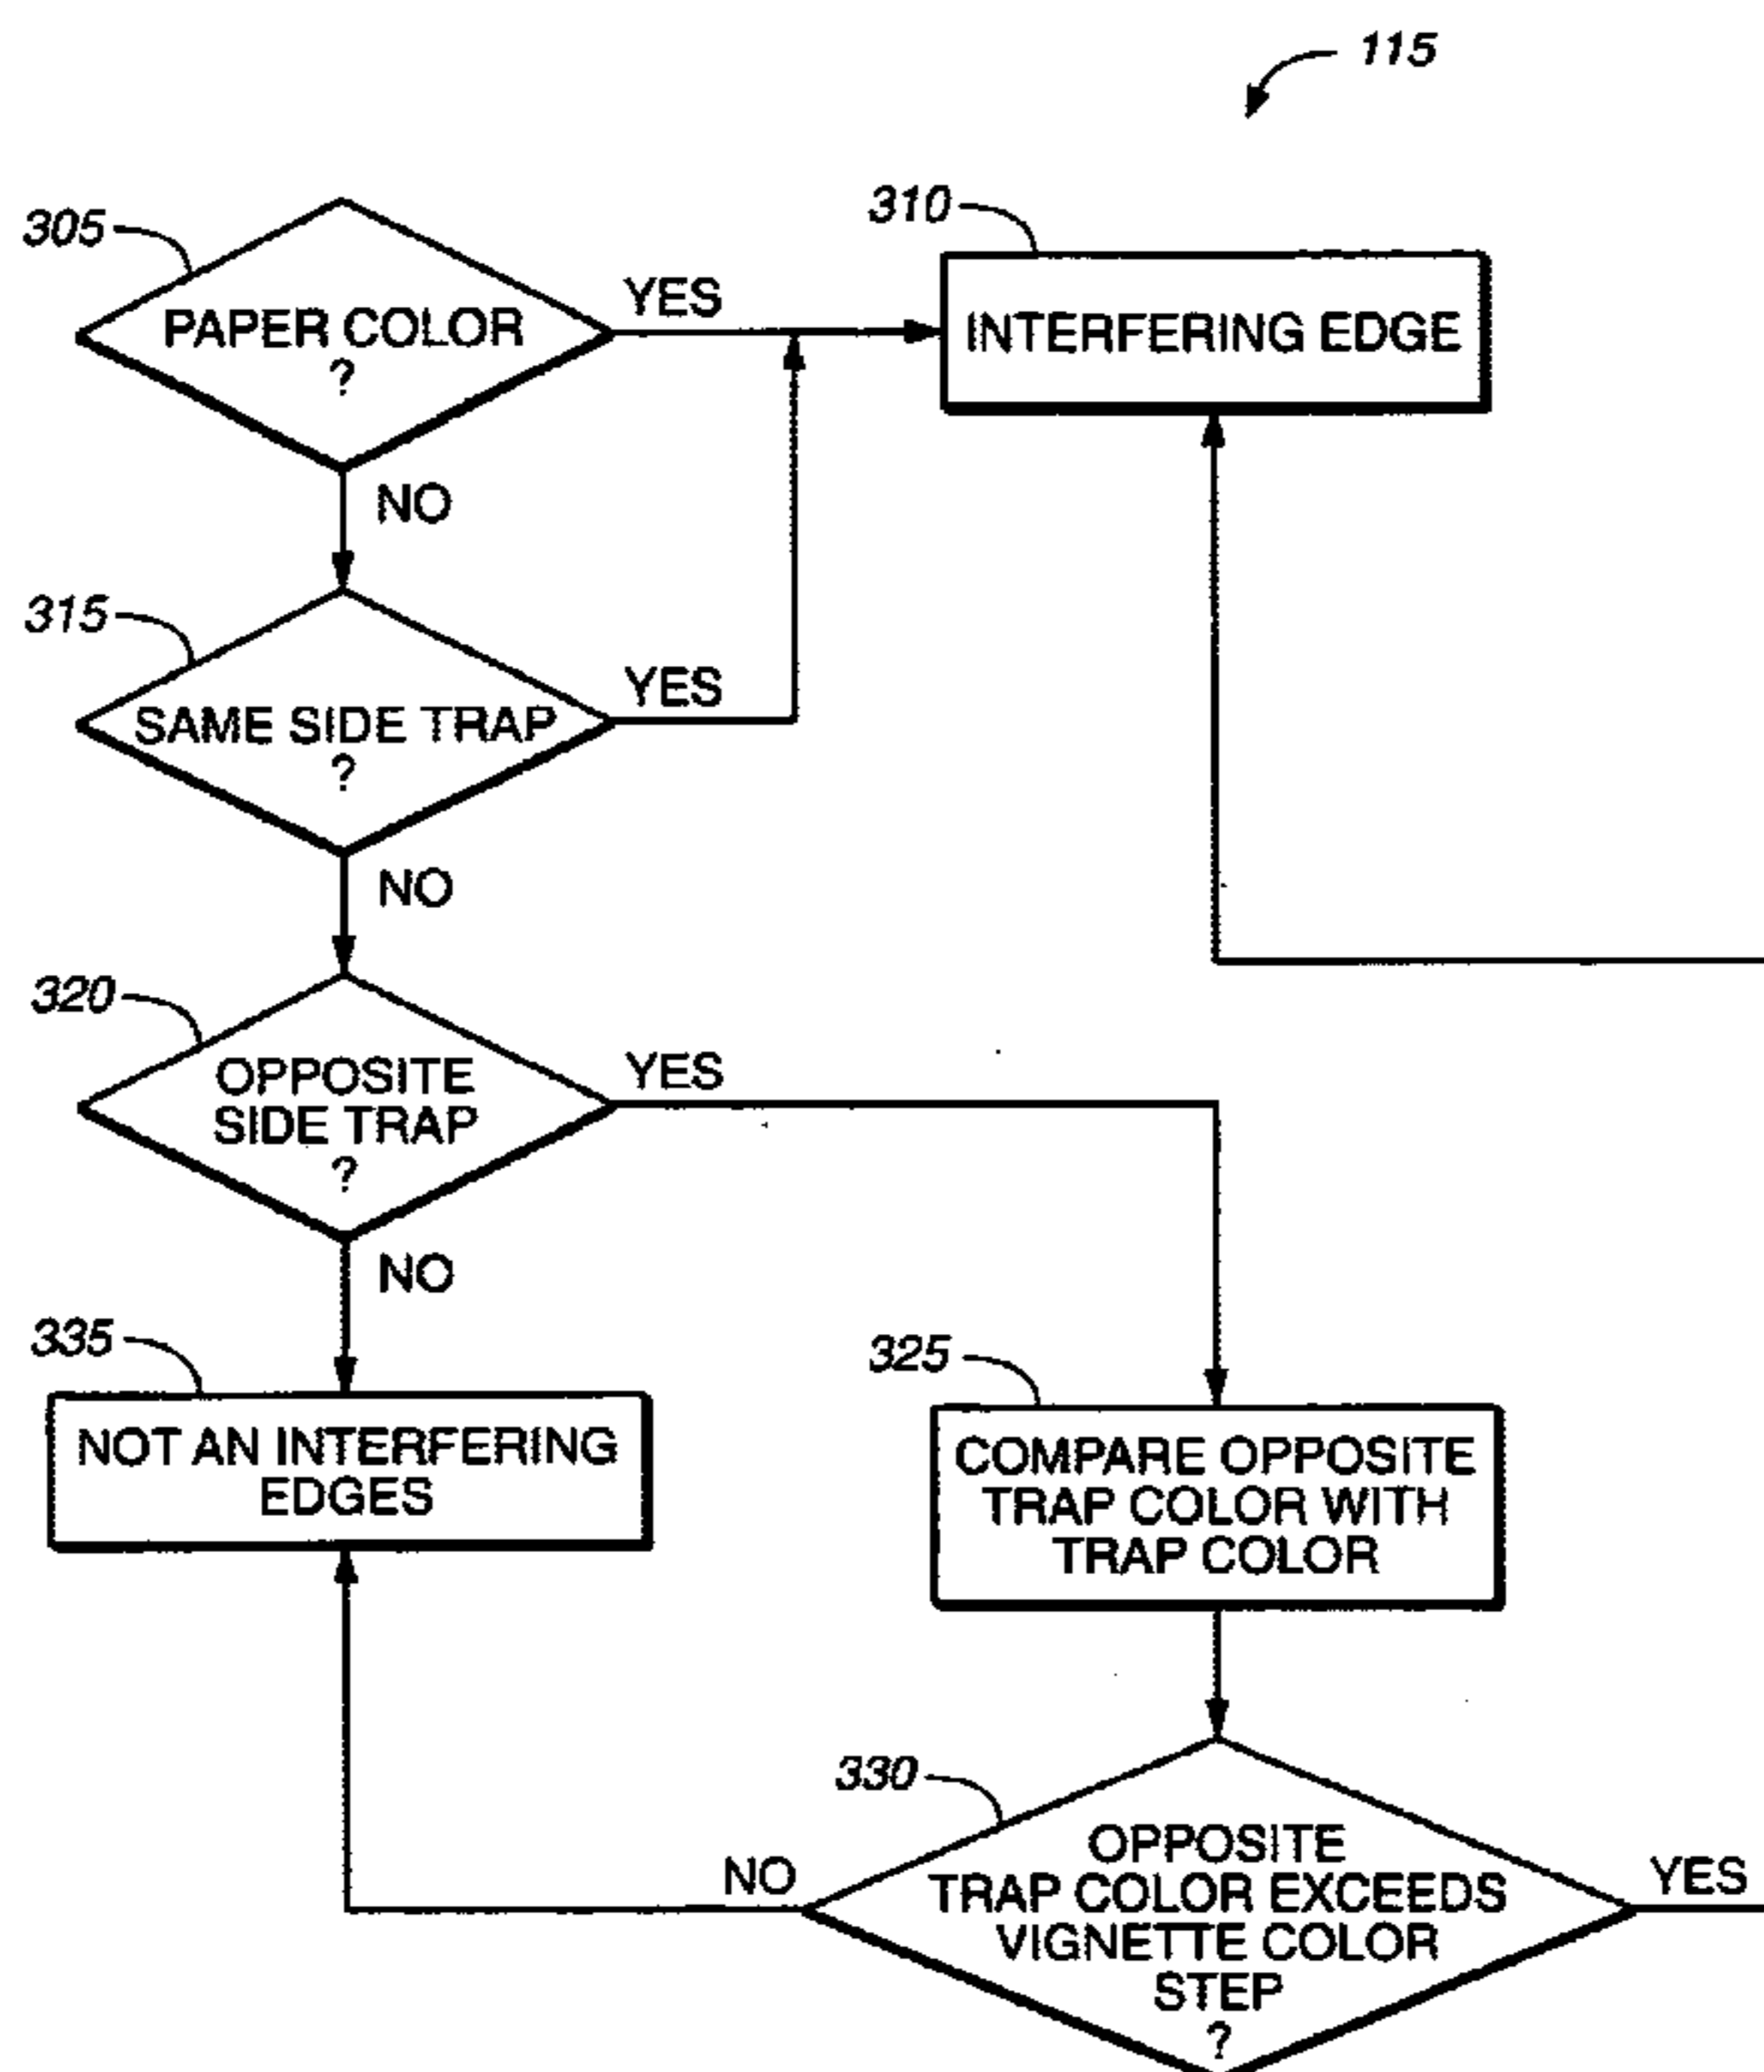 115
305
310
PAPER COLOR
?
YES
INTERFERING EDGE
NO
315
SAME SIDE TRAP
?
YES
NO
320
OPPOSITE
SIDE TRAP
?
YES
NO
335
NOT AN INTERFERING
EDGES
325
COMPARE OPPOSITE
TRAP COLOR WITH
TRAP COLOR
330
OPPOSITE
TRAP COLOR EXCEEDS
VIGNETTE COLOR
STEP
?
NO
YES